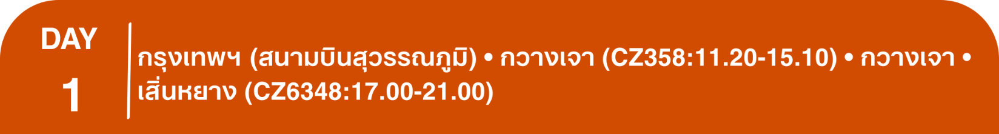 DAY
1
กรุงเทพฯ (สนามบินสุวรรณภูมิ) • กวางเจา (CZ358:11.20-15.10) • กวางเจา •
เสิ่นหยาง (CZ6348:17.00-21.00)